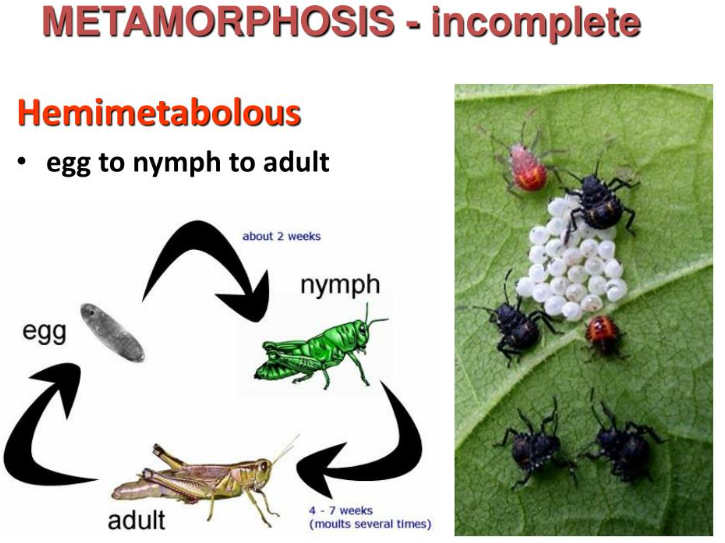 METAMORPHOSIS - incomplete
Hemimetabolous
• egg to nymph to adult
about 2 weeks
nymph
egg
adult
4 - 7 weeks
(moults several times)